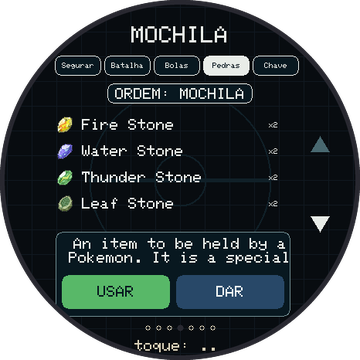 MOCHILA
Segurar Batalha Bolas Pedras Chave
ORDEM: MOCHILA
Fire Stone x2
Water Stone x2
Thunder Stone x2
Leaf Stone x2
An item to be held by a
Pokemon. It is a special
USAR DAR
toque: ..